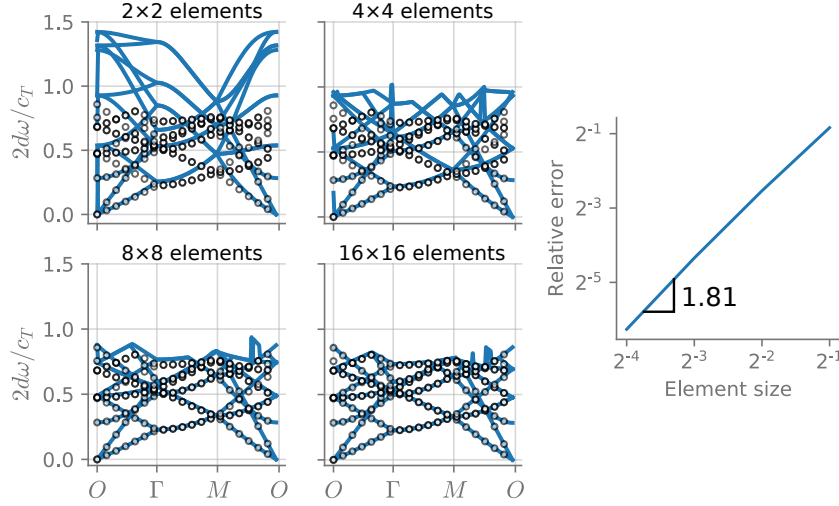 2×2 elements
4×4 elements
2dω/c_T
1.5
1.0
0.5
0.0
8×8 elements
16×16 elements
2dω/c_T
1.5
1.0
0.5
0.0
O Γ M O
O Γ M O
Relative error
2⁻¹
2⁻³
2⁻⁵
1.81
2⁻⁴ 2⁻³ 2⁻² 2⁻¹
Element size